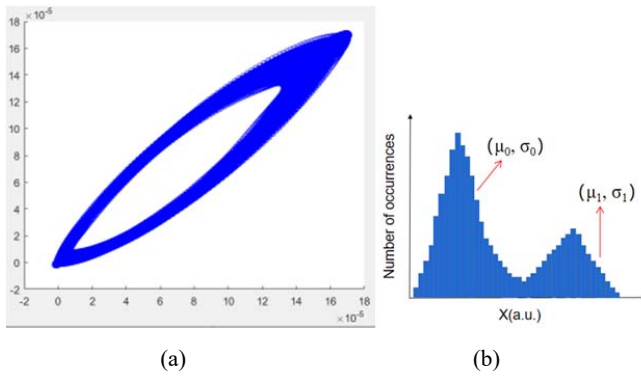 ×10⁻⁵
18
16
14
12
10
8
6
4
2
0
-2
-2 0 2 4 6 8 10 12 14 16 18
×10⁻⁵
(a)
Number of occurrences
(μ₀, σ₀)
(μ₁, σ₁)
X(a.u.)
(b)